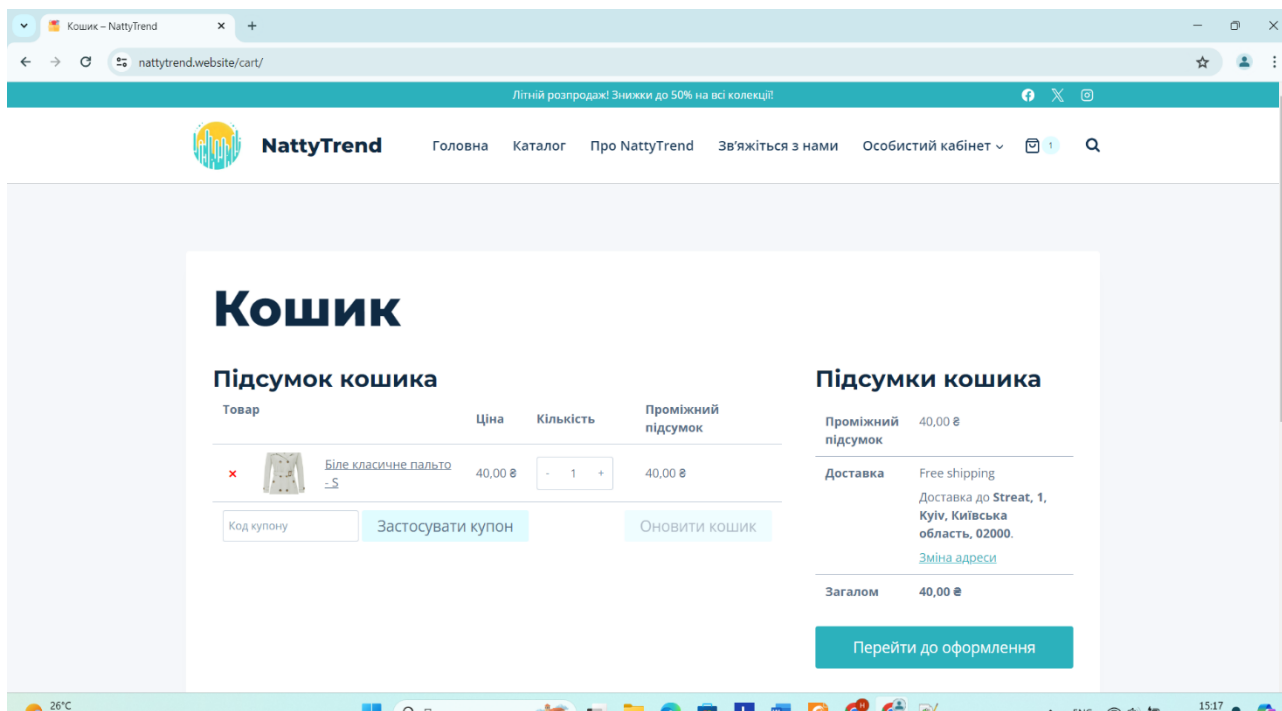 Кошик – NattyTrend
nattytrend.website/cart/
Літній розпродаж! Знижки до 50% на всі колекції!
NattyTrend Головна Каталог Про NattyTrend Зв'яжіться з нами Особистий кабінет 1
Кошик
Підсумок кошика
Товар Ціна Кількість Проміжний
підсумок
Біле класичне пальто
- S
40,00 ₴ - 1 + 40,00 ₴
Код купону Застосувати купон Оновити кошик
Підсумки кошика
Проміжний
підсумок
40,00 ₴
Доставка Free shipping
Доставка до Streat, 1,
Kyiv, Київська
область, 02000.
Зміна адреси
Загалом 40,00 ₴
Перейти до оформлення
26°C
15:17